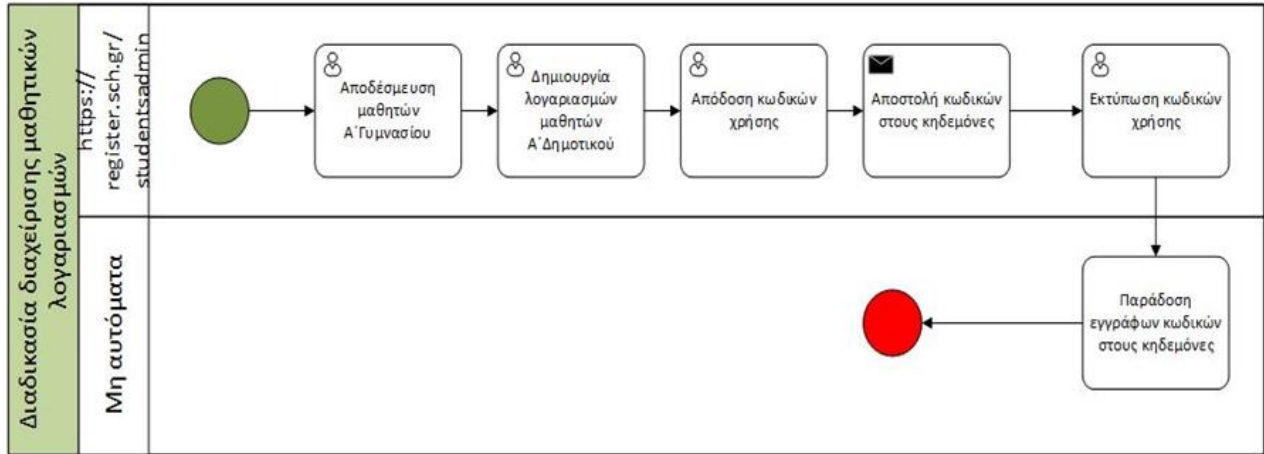 Διαδικασία διαχείρισης μαθητικών
λογαριασμών
https://
register.sch.gr/
studentsadmin
Αποδέσμευση
μαθητών
Α΄Γυμνασίου
Δημιουργία
λογαριασμών
μαθητών
Α΄Δημοτικού
Απόδοση κωδικών
χρήσης
Αποστολή κωδικών
στους κηδεμόνες
Εκτύπωση κωδικών
χρήσης
Μη αυτόματα
Παράδοση
εγγράφων κωδικών
στους κηδεμόνες